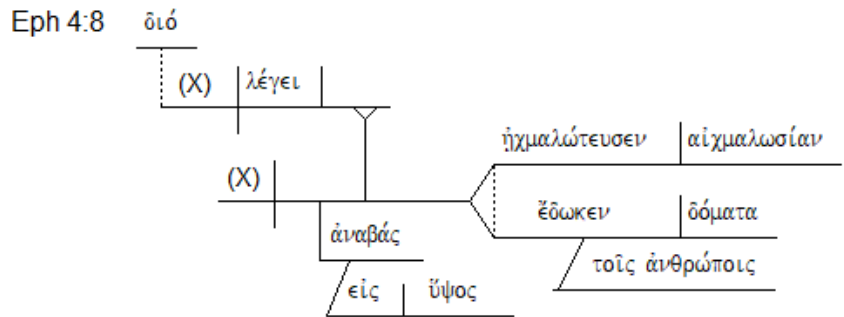 Eph 4:8 διό
(X) λέγει
ᾐχμαλώτευσεν αἰχμαλωσίαν
(X)
ἔδωκεν δόματα
ἀναβάς
τοῖς ἀνθρώποις
εἰς ὕψος